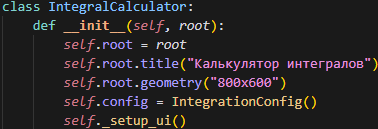 class IntegralCalculator:
    def __init__(self, root):
        self.root = root
        self.root.title("Калькулятор интегралов")
        self.root.geometry("800x600")
        self.config = IntegrationConfig()
        self._setup_ui()